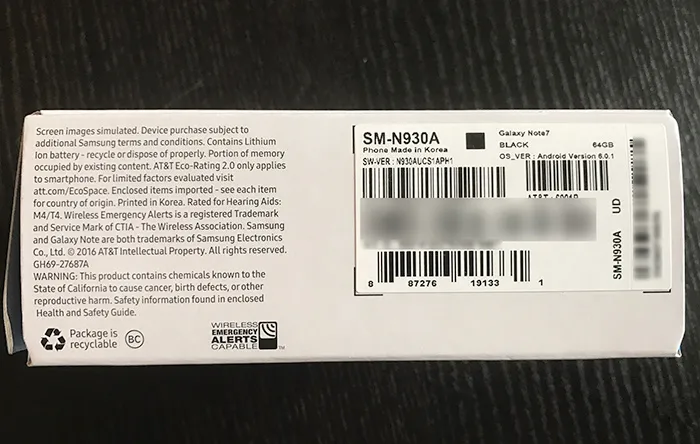 Screen images simulated. Device purchase subject to
additional Samsung terms and conditions. Contains Lithium
Ion battery - recycle or dispose of properly. Portion of memory
occupied by existing content. AT&T Eco-Rating 2.0 only applies
to smartphone. For limited factors evaluated visit
att.com/EcoSpace. Enclosed items imported - see each item
for country of origin. Printed in Korea. Rated for Hearing Aids:
M4/T4. Wireless Emergency Alerts is a registered Trademark
and Service Mark of CTIA - The Wireless Association. Samsung
and Galaxy Note are both trademarks of Samsung Electronics
Co., Ltd. © 2016 AT&T Intellectual Property. All rights reserved.
GH69-27687A
WARNING: This product contains chemicals known to the
State of California to cause cancer, birth defects, or other
reproductive harm. Safety information found in enclosed
Health and Safety Guide.
Package is
recyclable
BC
WIRELESS
EMERGENCY
ALERTS
CAPABLE
TM
SM-N930A
Phone Made in Korea
SW-VER : N930AUCS1APH1
Galaxy Note7
BLACK 64GB
OS_VER : Android Version 6.0.1
8 87276 19133 1
SM-N930A UD